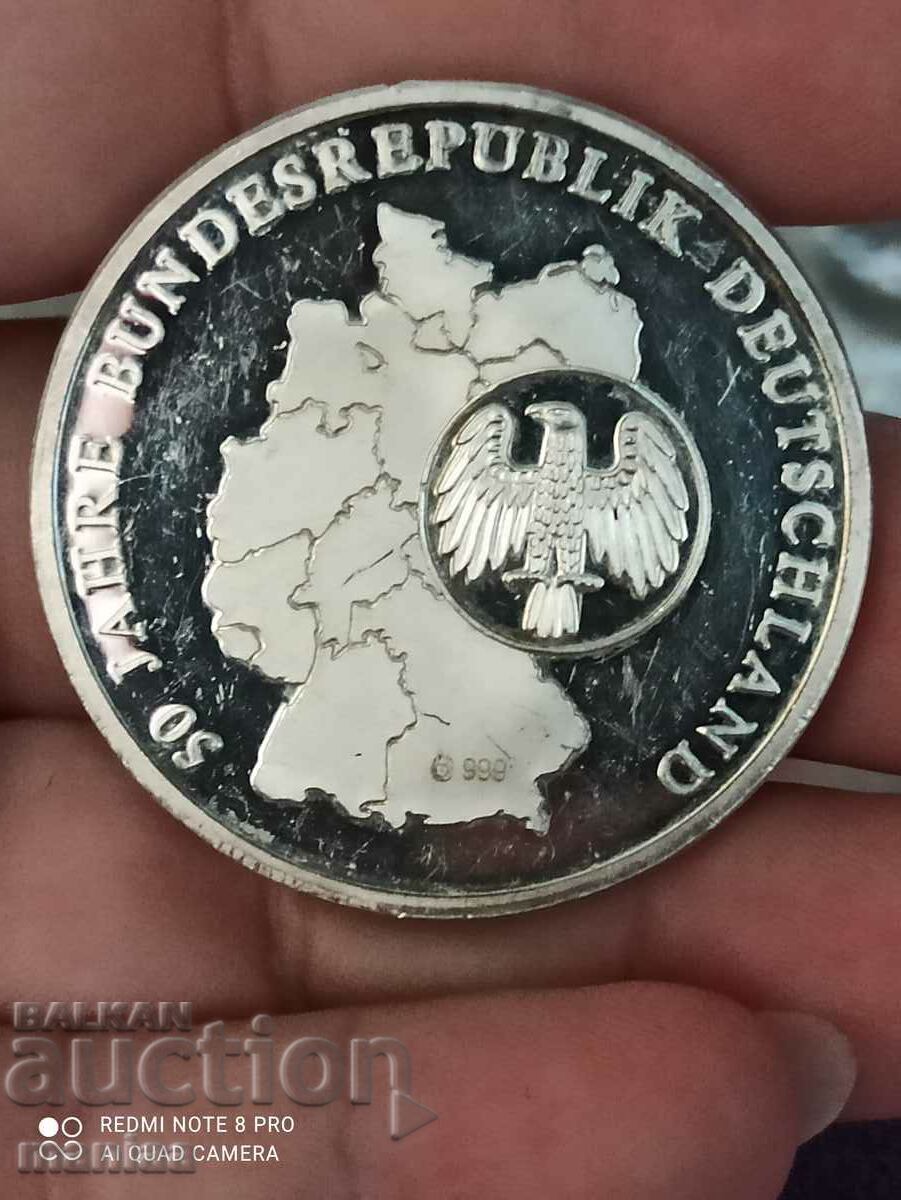 50 JAHRE BUNDESREPUBLIK DEUTSCHLAND
999
BALKAN
auction
REDMI NOTE 8 PRO
AI QUAD CAMERA